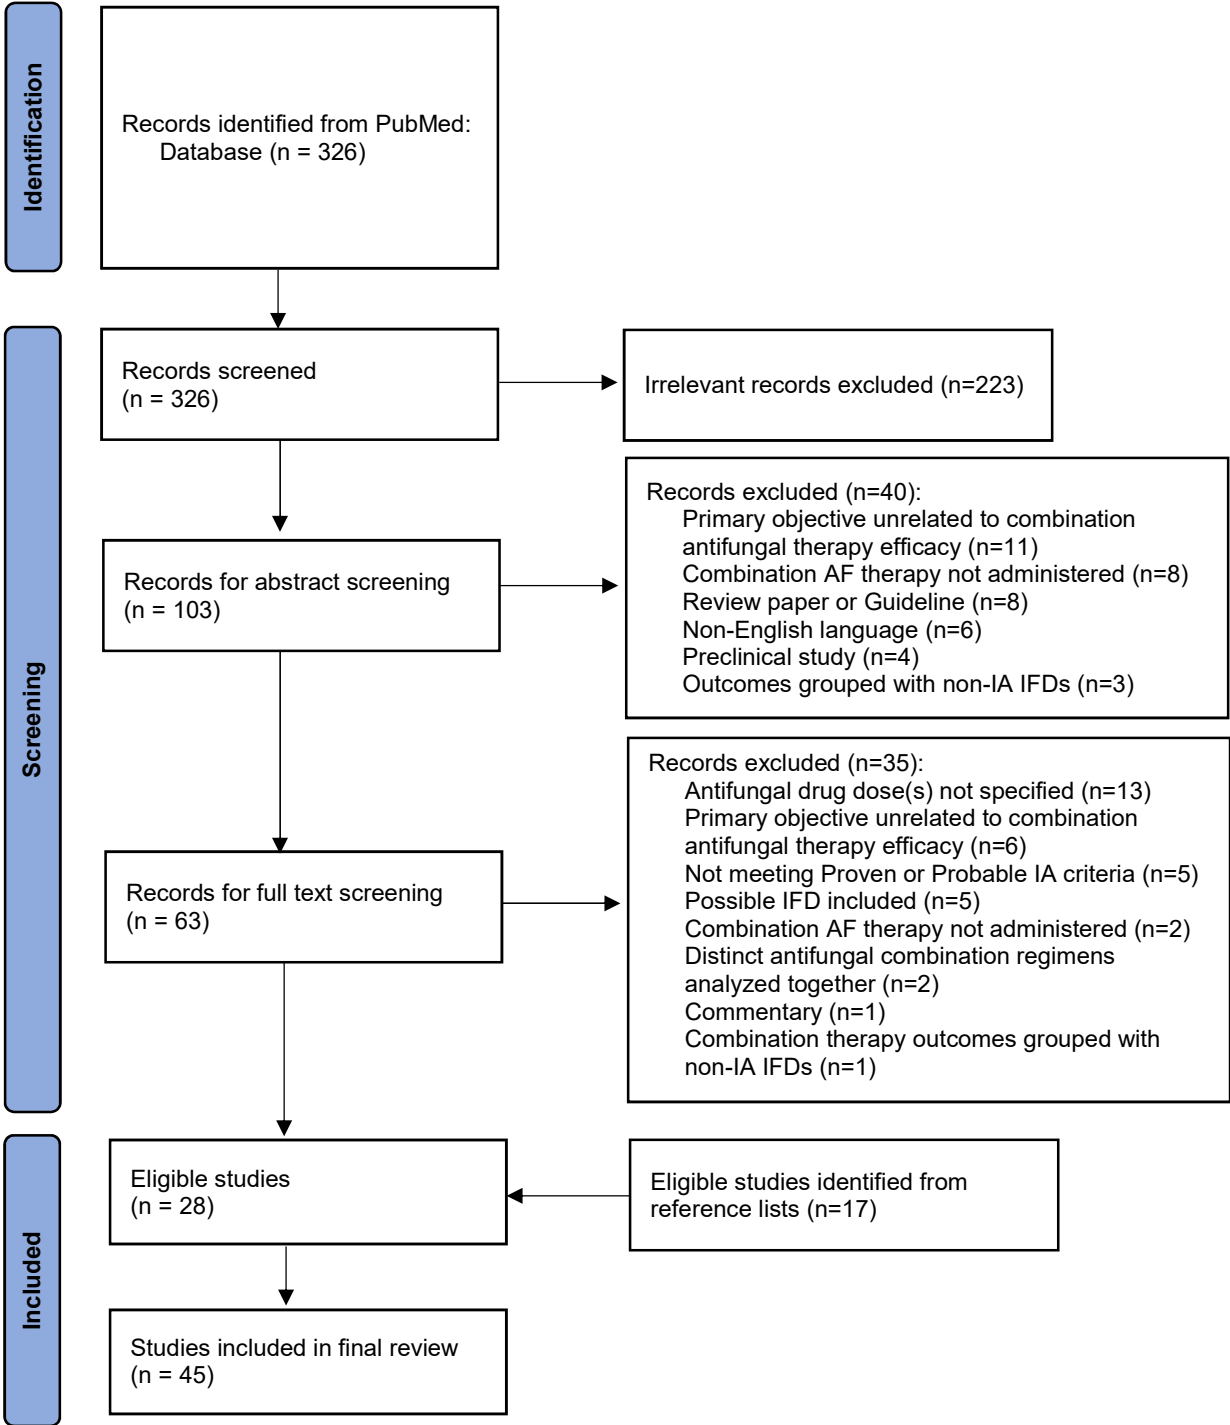 Identification
Records identified from PubMed:
Database (n = 326)
Screening
Records screened
(n = 326)
Irrelevant records excluded (n=223)
Records for abstract screening
(n = 103)
Records excluded (n=40):
Primary objective unrelated to combination
antifungal therapy efficacy (n=11)
Combination AF therapy not administered (n=8)
Review paper or Guideline (n=8)
Non-English language (n=6)
Preclinical study (n=4)
Outcomes grouped with non-IA IFDs (n=3)
Records for full text screening
(n = 63)
Records excluded (n=35):
Antifungal drug dose(s) not specified (n=13)
Primary objective unrelated to combination
antifungal therapy efficacy (n=6)
Not meeting Proven or Probable IA criteria (n=5)
Possible IFD included (n=5)
Combination AF therapy not administered (n=2)
Distinct antifungal combination regimens
analyzed together (n=2)
Commentary (n=1)
Combination therapy outcomes grouped with
non-IA IFDs (n=1)
Included
Eligible studies
(n = 28)
Eligible studies identified from
reference lists (n=17)
Studies included in final review
(n = 45)